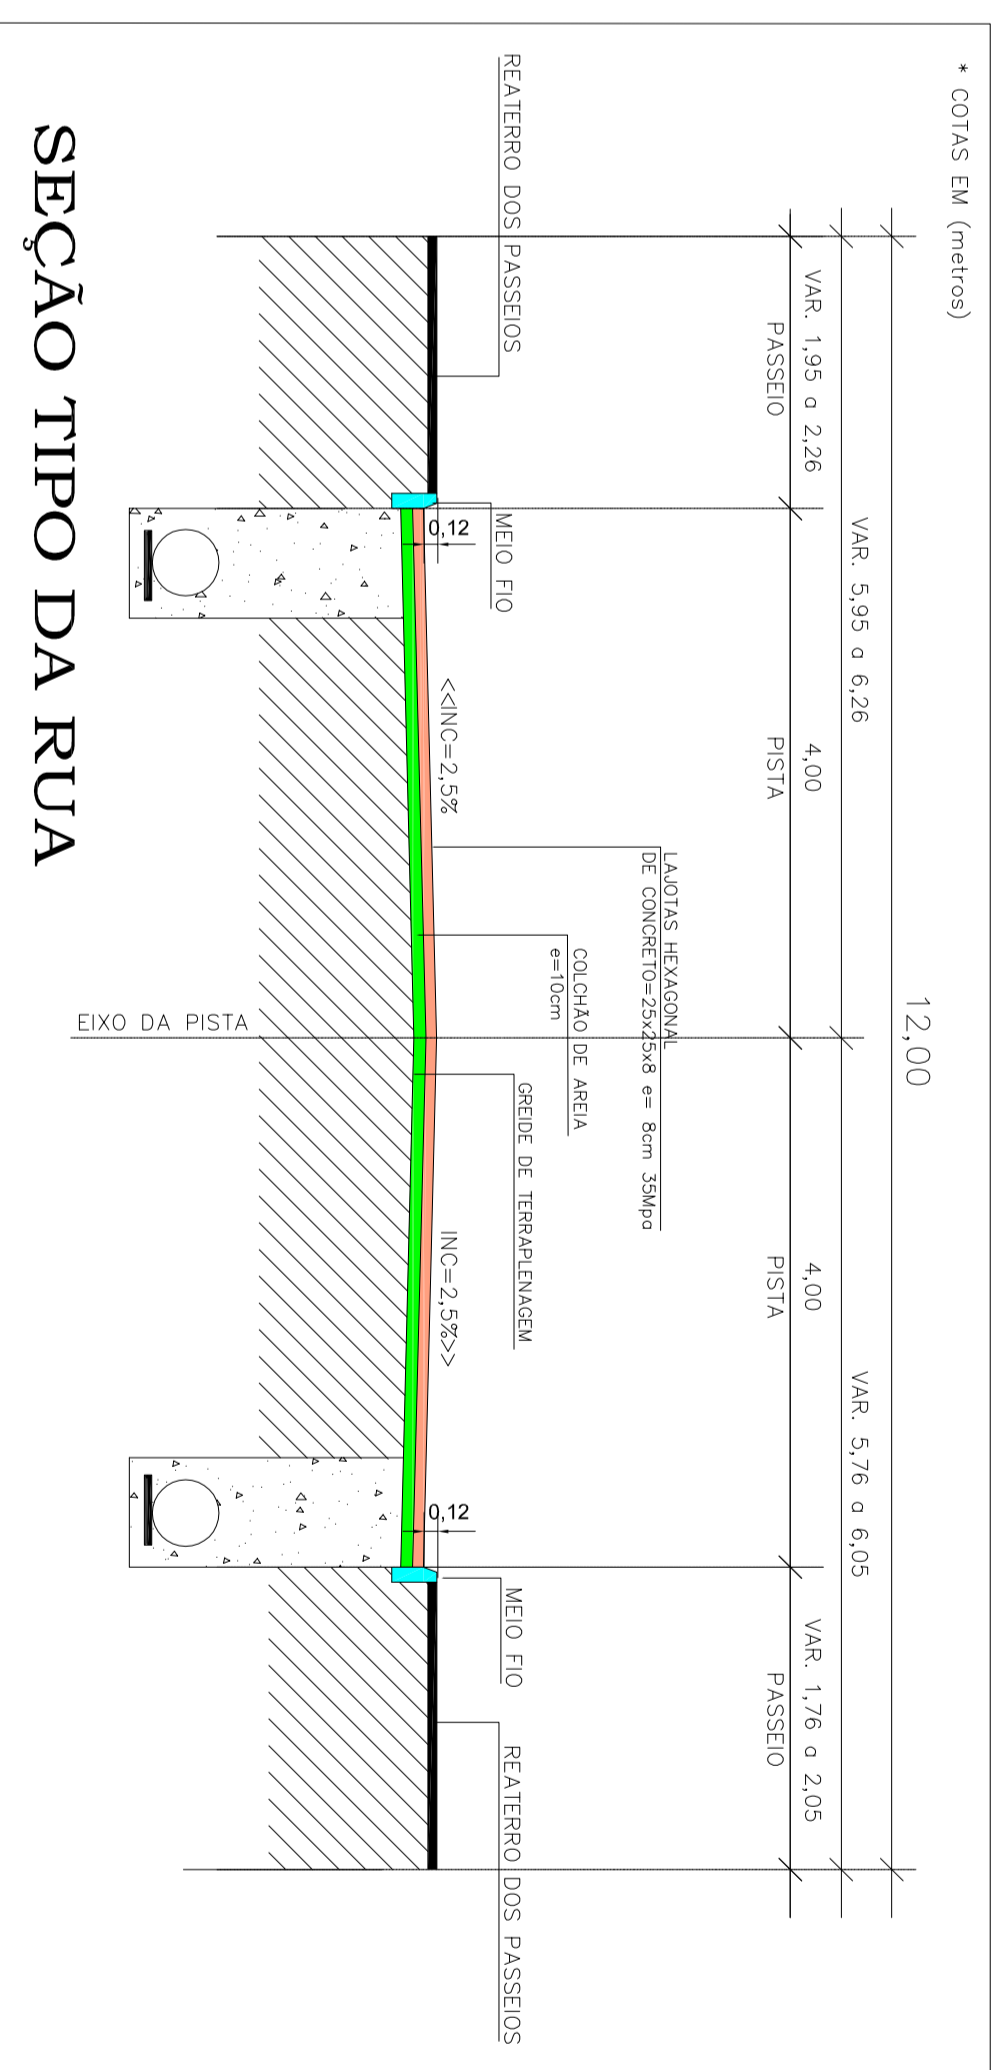 * COTAS EM (metros)
12,00
VAR. 5,95 a 6,26
VAR. 5,76 a 6,05
VAR. 1,95 a 2,26
4,00
4,00
VAR. 1,76 a 2,05
PASSEIO
PISTA
PISTA
PASSEIO
LAJOTAS HEXAGONAL
DE CONCRETO=25x25x8 e= 8cm 35Mpa
COLCHÃO DE AREIA
e=10cm
GREIDE DE TERRAPLENAGEM
REATERRO DOS PASSEIOS
MEIO FIO
MEIO FIO
REATERRO DOS PASSEIOS
0,12
<<INC=2,5%
INC=2,5%>>
0,12
EIXO DA PISTA
SEÇÃO TIPO DA RUA